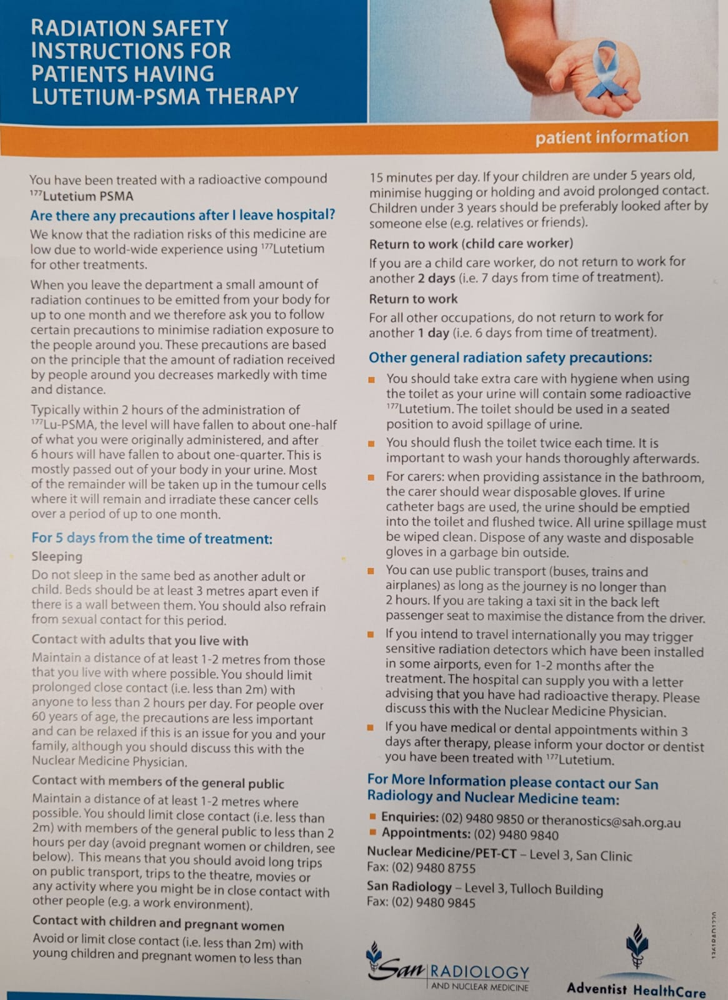 RADIATION SAFETY
INSTRUCTIONS FOR
PATIENTS HAVING
LUTETIUM-PSMA THERAPY
patient information
You have been treated with a radioactive compound
¹⁷⁷Lutetium PSMA
Are there any precautions after I leave hospital?
We know that the radiation risks of this medicine are
low due to world-wide experience using ¹⁷⁷Lutetium
for other treatments.
When you leave the department a small amount of
radiation continues to be emitted from your body for
up to one month and we therefore ask you to follow
certain precautions to minimise radiation exposure to
the people around you. These precautions are based
on the principle that the amount of radiation received
by people around you decreases markedly with time
and distance.
Typically within 2 hours of the administration of
¹⁷⁷Lu-PSMA, the level will have fallen to about one-half
of what you were originally administered, and after
6 hours will have fallen to about one-quarter. This is
mostly passed out of your body in your urine. Most
of the remainder will be taken up in the tumour cells
where it will remain and irradiate these cancer cells
over a period of up to one month.
For 5 days from the time of treatment:
Sleeping
Do not sleep in the same bed as another adult or
child. Beds should be at least 3 metres apart even if
there is a wall between them. You should also refrain
from sexual contact for this period.
Contact with adults that you live with
Maintain a distance of at least 1-2 metres from those
that you live with where possible. You should limit
prolonged close contact (i.e. less than 2m) with
anyone to less than 2 hours per day. For people over
60 years of age, the precautions are less important
and can be relaxed if this is an issue for you and your
family, although you should discuss this with the
Nuclear Medicine Physician.
Contact with members of the general public
Maintain a distance of at least 1-2 metres where
possible. You should limit close contact (i.e. less than
2m) with members of the general public to less than 2
hours per day (avoid pregnant women or children, see
below). This means that you should avoid long trips
on public transport, trips to the theatre, movies or
any activity where you might be in close contact with
other people (e.g. a work environment).
Contact with children and pregnant women
Avoid or limit close contact (i.e. less than 2m) with
young children and pregnant women to less than
15 minutes per day. If your children are under 5 years old,
minimise hugging or holding and avoid prolonged contact.
Children under 3 years should be preferably looked after by
someone else (e.g. relatives or friends).
Return to work (child care worker)
If you are a child care worker, do not return to work for
another 2 days (i.e. 7 days from time of treatment).
Return to work
For all other occupations, do not return to work for
another 1 day (i.e. 6 days from time of treatment).
Other general radiation safety precautions:
You should take extra care with hygiene when using
the toilet as your urine will contain some radioactive
¹⁷⁷Lutetium. The toilet should be used in a seated
position to avoid spillage of urine.
You should flush the toilet twice each time. It is
important to wash your hands thoroughly afterwards.
For carers: when providing assistance in the bathroom,
the carer should wear disposable gloves. If urine
catheter bags are used, the urine should be emptied
into the toilet and flushed twice. All urine spillage must
be wiped clean. Dispose of any waste and disposable
gloves in a garbage bin outside.
You can use public transport (buses, trains and
airplanes) as long as the journey is no longer than
2 hours. If you are taking a taxi sit in the back left
passenger seat to maximise the distance from the driver.
If you intend to travel internationally you may trigger
sensitive radiation detectors which have been installed
in some airports, even for 1-2 months after the
treatment. The hospital can supply you with a letter
advising that you have had radioactive therapy. Please
discuss this with the Nuclear Medicine Physician.
If you have medical or dental appointments within 3
days after therapy, please inform your doctor or dentist
you have been treated with ¹⁷⁷Lutetium.
For More Information please contact our San
Radiology and Nuclear Medicine team:
Enquiries: (02) 9480 9850 or theranostics@sah.org.au
Appointments: (02) 9480 9840
Nuclear Medicine/PET-CT – Level 3, San Clinic
Fax: (02) 9480 8755
San Radiology – Level 3, Tulloch Building
Fax: (02) 9480 9845
San RADIOLOGY
AND NUCLEAR MEDICINE
Adventist HealthCare